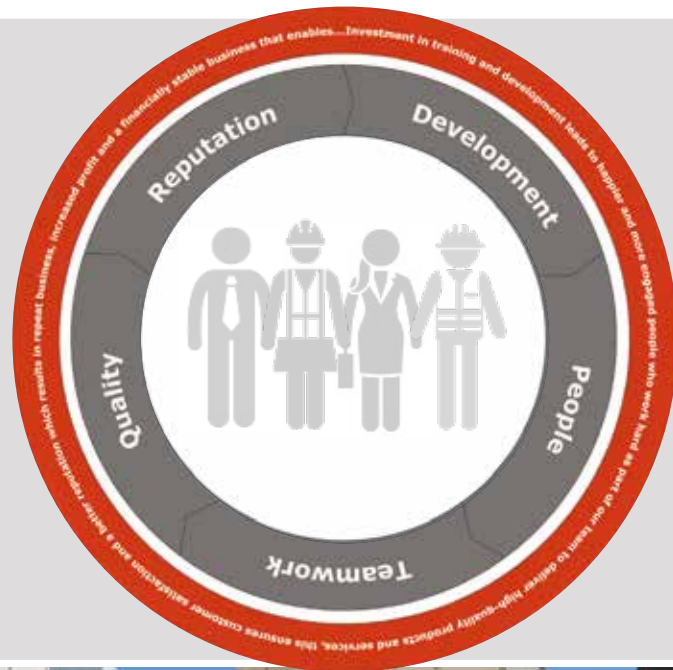 Investment in training and development leads to happier and more engaged people who work hard as part of our team to deliver high-quality products and services, this ensures customer satisfaction and a better reputation which results in repeat business, increased profit and a financially stable business that enables...
Development
People
Teamwork
Quality
Reputation